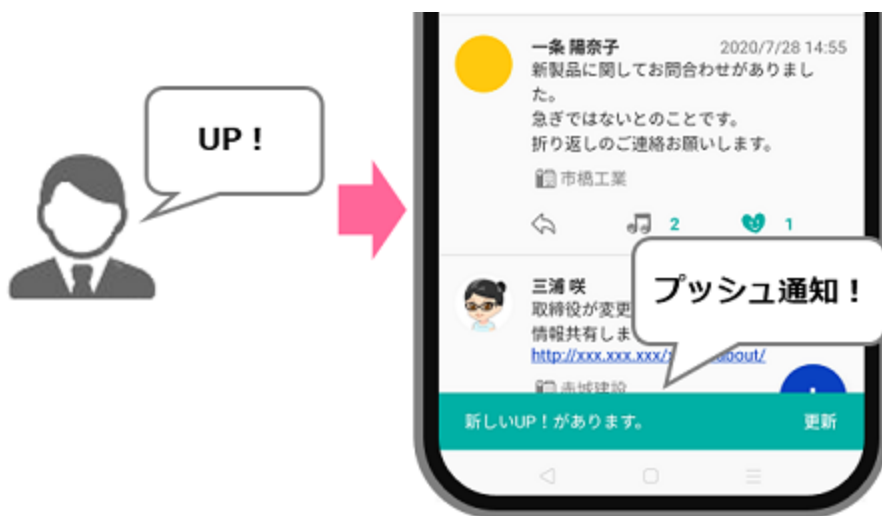 UP！
一条 陽奈子
2020/7/28 14:55
新製品に関してお問合わせがありまし
た。
急ぎではないとのことです。
折り返しのご連絡お願いします。
市橋工業
2
1
プッシュ通知！
三浦 咲
取締役が変更
情報共有しま
http://xxx.xxx.xxx/
about/
赤城建設
新しいUP！があります。
更新